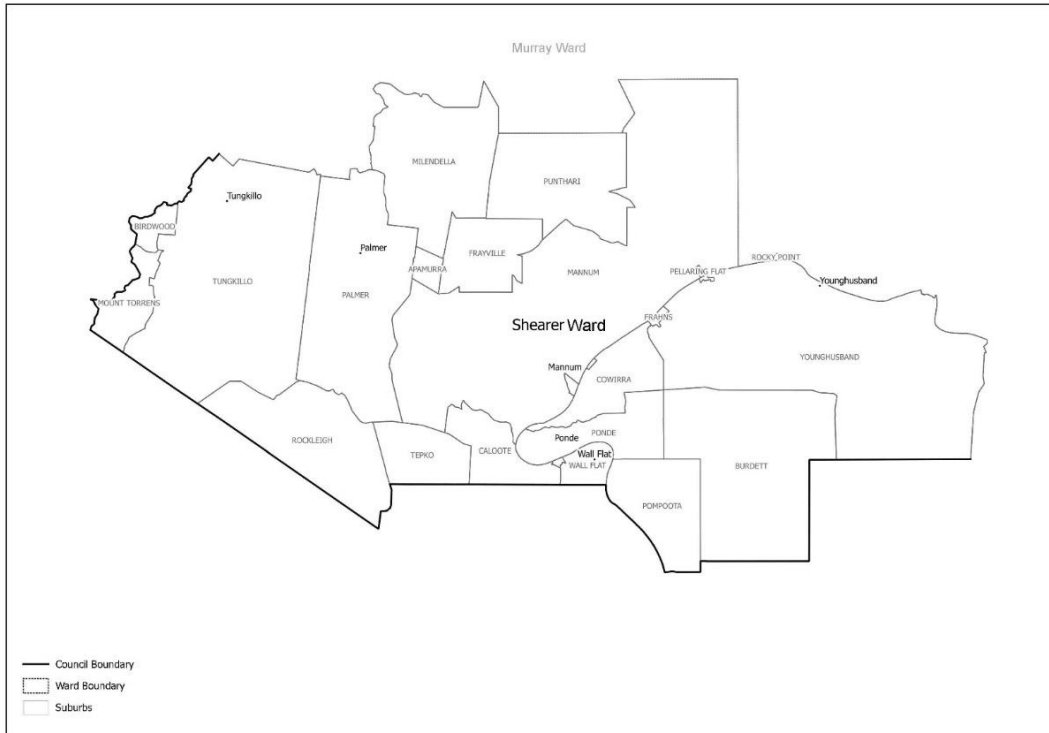 Murray Ward
MILENDELLA
PUNTHARI
Tungkillo
BIRDWOOD
Palmer
FRAYVILLE
APAMURRA
MANNUM
PELLARING FLAT
ROCKY POINT
Younghusband
TUNGKILLO
PALMER
MOUNT TORRENS
FRAHNS
Shearer Ward
YOUNGHUSBAND
Mannum
COWIRRA
ROCKLEIGH
TEPKO
CALOOTE
Ponde
PONDE
Wall Flat
WALL FLAT
BURDETT
POMPOOTA
Council Boundary
Ward Boundary
Suburbs